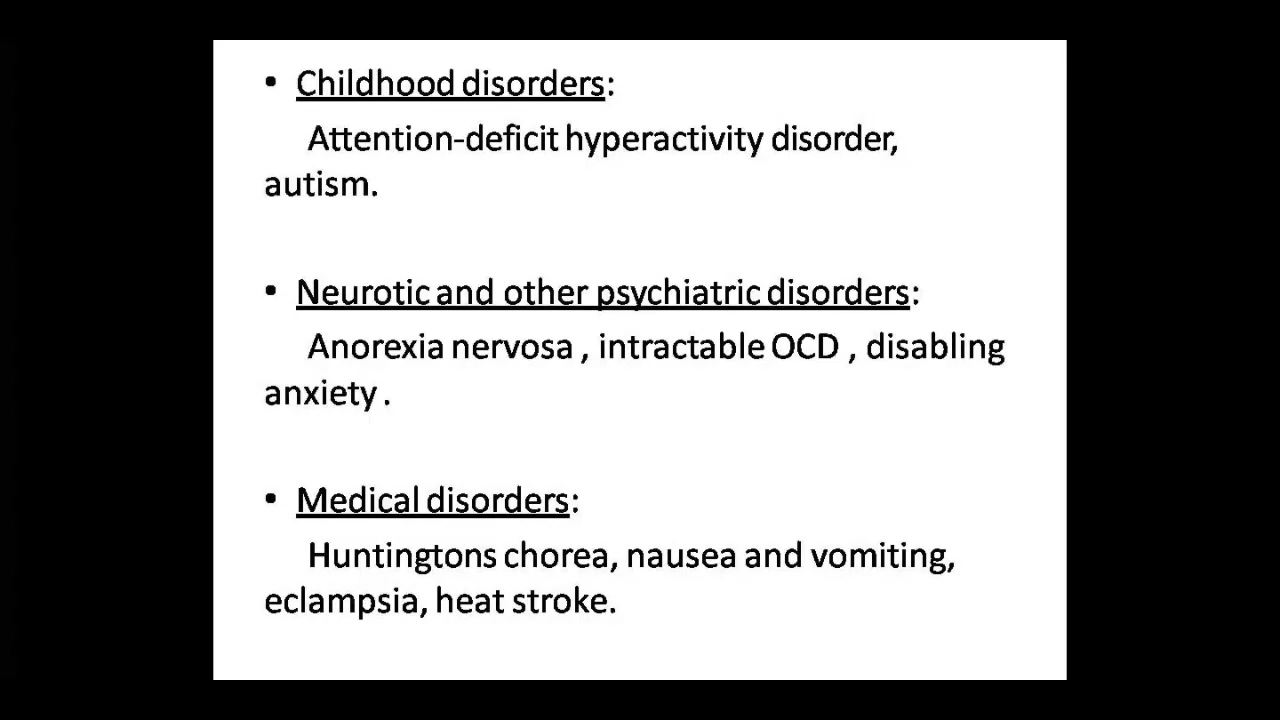 • Childhood disorders:
Attention-deficit hyperactivity disorder,
autism.
• Neurotic and other psychiatric disorders:
Anorexia nervosa , intractable OCD , disabling
anxiety .
• Medical disorders:
Huntingtons chorea, nausea and vomiting,
eclampsia, heat stroke.